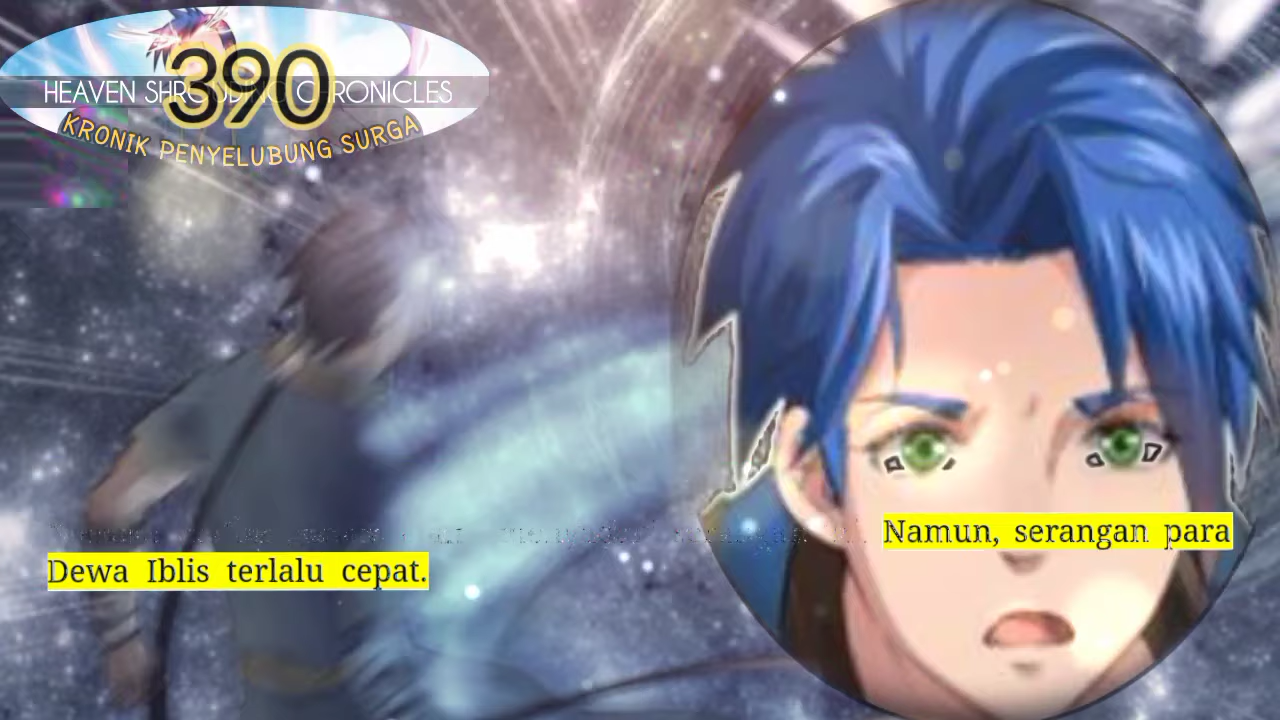 390
HEAVEN SHROUDING CHRONICLES
KRONIK PENYELUBUNG SURGA
Namun, serangan para
Dewa Iblis terlalu cepat.